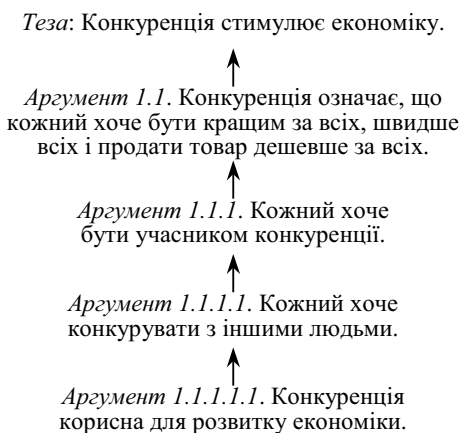 Теза: Конкуренція стимулює економіку.
Аргумент 1.1. Конкуренція означає, що
кожний хоче бути кращим за всіх, швидше
всіх і продати товар дешевше за всіх.
Аргумент 1.1.1. Кожний хоче
бути учасником конкуренції.
Аргумент 1.1.1.1. Кожний хоче
конкурувати з іншими людьми.
Аргумент 1.1.1.1.1. Конкуренція
корисна для розвитку економіки.